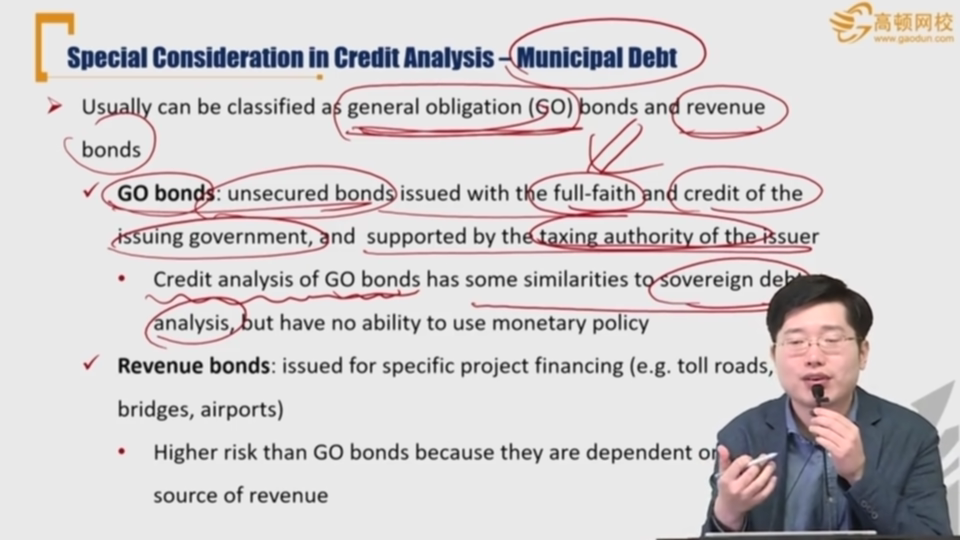 高顿网校
www.gaodun.com
Special Consideration in Credit Analysis – Municipal Debt
Usually can be classified as general obligation (GO) bonds and revenue
bonds
GO bonds: unsecured bonds issued with the full-faith and credit of the
issuing government, and supported by the taxing authority of the issuer
Credit analysis of GO bonds has some similarities to sovereign debt
analysis, but have no ability to use monetary policy
Revenue bonds: issued for specific project financing (e.g. toll roads,
bridges, airports)
Higher risk than GO bonds because they are dependent on
source of revenue